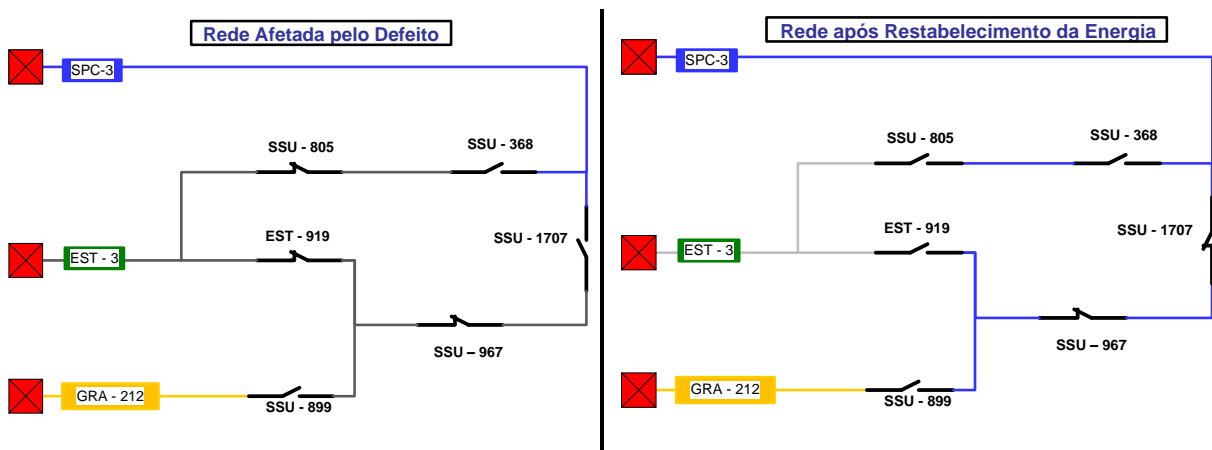 Rede Afetada pelo Defeito
SPC-3
SSU - 805
SSU - 368
EST - 919
SSU - 1707
EST - 3
SSU – 967
GRA - 212
SSU - 899
Rede após Restabelecimento da Energia
SPC-3
SSU - 805
SSU - 368
EST - 919
SSU - 1707
EST - 3
SSU – 967
GRA - 212
SSU - 899